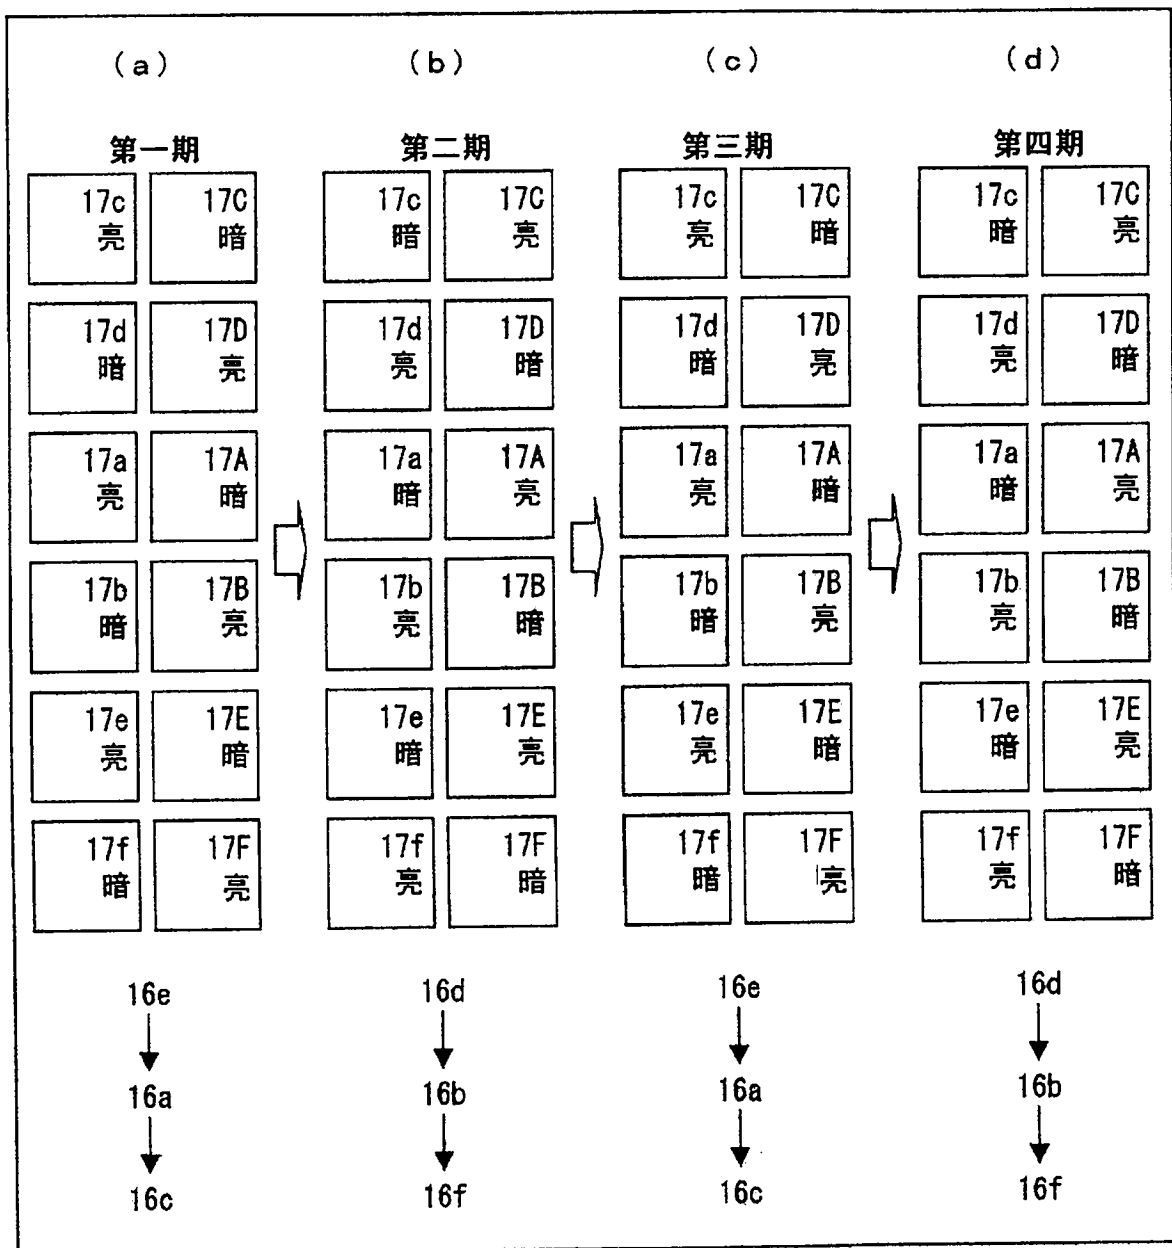 (a) (b) (c) (d)
第一期 第二期 第三期 第四期
17c 17C 17c 17C 17c 17C 17c 17C
亮 暗 暗 亮 亮 暗 暗 亮
17d 17D 17d 17D 17d 17D 17d 17D
暗 亮 亮 暗 暗 亮 亮 暗
17a 17A 17a 17A 17a 17A 17a 17A
亮 暗 暗 亮 亮 暗 暗 亮
17b 17B 17b 17B 17b 17B 17b 17B
暗 亮 亮 暗 暗 亮 亮 暗
17e 17E 17e 17E 17e 17E 17e 17E
亮 暗 暗 亮 亮 暗 暗 亮
17f 17F 17f 17F 17f 17F 17f 17F
暗 亮 亮 暗 暗 亮 亮 暗
16e 16d 16e 16d
16a 16b 16a 16b
16c 16f 16c 16f